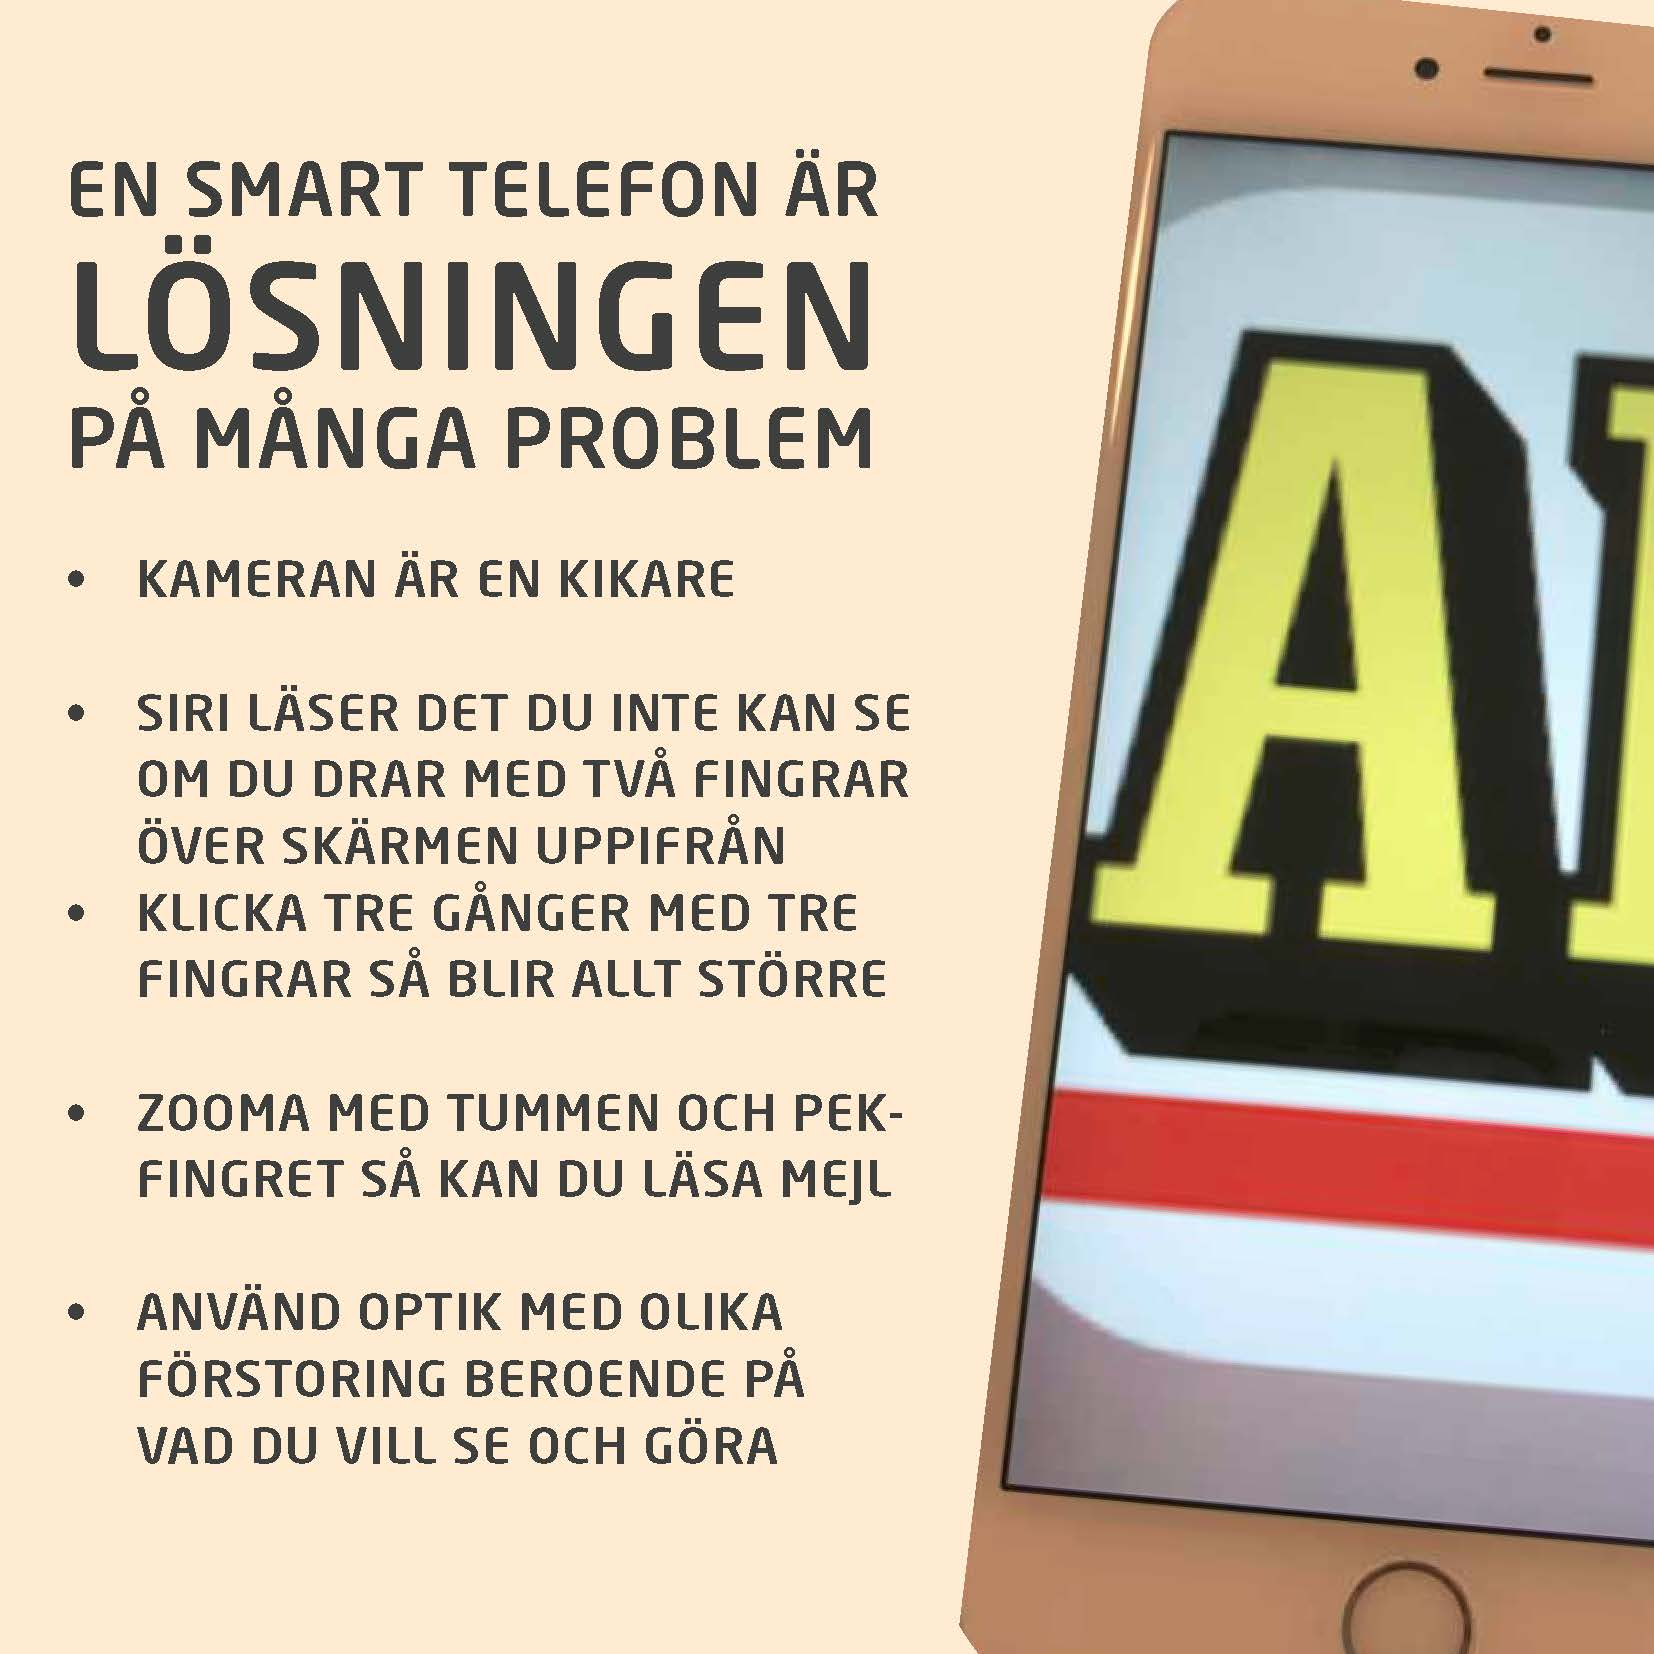 EN SMART TELEFON ÄR
LÖSNINGEN
PÅ MÅNGA PROBLEM
• KAMERAN ÄR EN KIKARE
• SIRI LÄSER DET DU INTE KAN SE
OM DU DRAR MED TVÅ FINGRAR
ÖVER SKÄRMEN UPPIFRÅN
• KLICKA TRE GÅNGER MED TRE
FINGRAR SÅ BLIR ALLT STÖRRE
• ZOOMA MED TUMMEN OCH PEK-
FINGRET SÅ KAN DU LÄSA MEJL
• ANVÄND OPTIK MED OLIKA
FÖRSTORING BEROENDE PÅ
VAD DU VILL SE OCH GÖRA
A